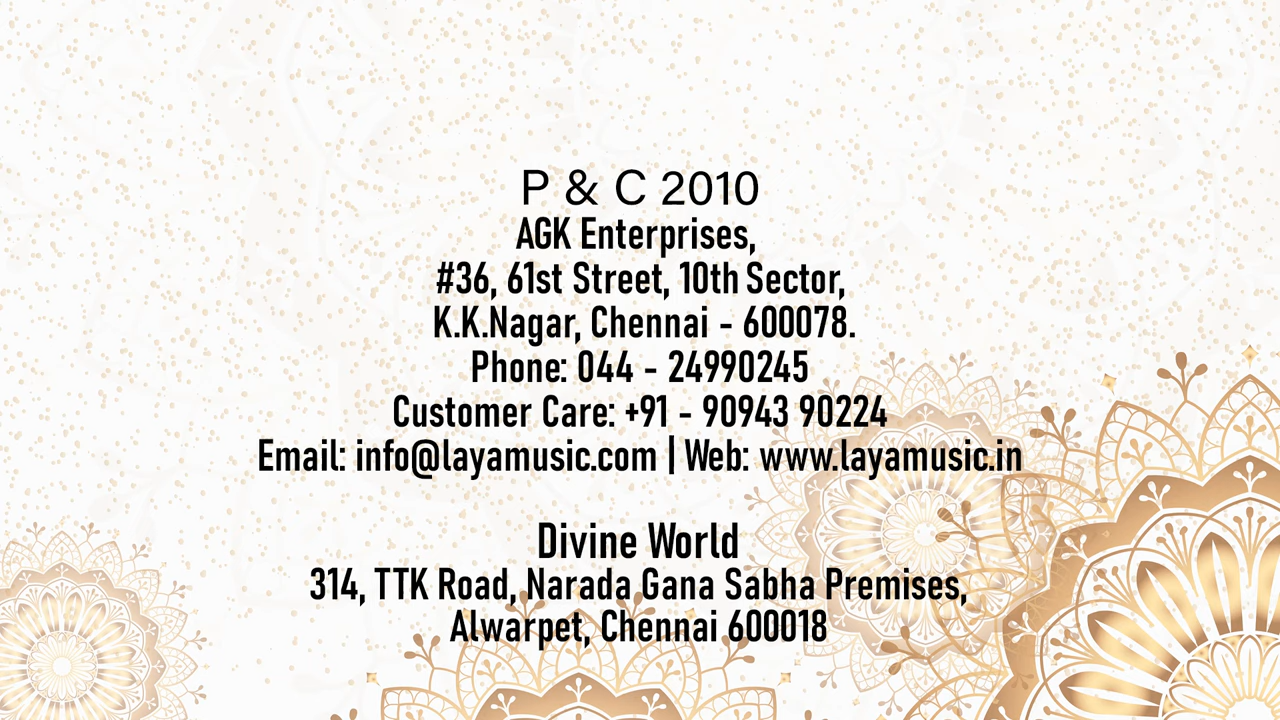 P & C 2010
AGK Enterprises,
#36, 61st Street, 10th Sector,
K.K.Nagar, Chennai - 600078.
Phone: 044 - 24990245
Customer Care: +91 - 90943 90224
Email: info@layamusic.com | Web: www.layamusic.in
Divine World
314, TTK Road, Narada Gana Sabha Premises,
Alwarpet, Chennai 600018